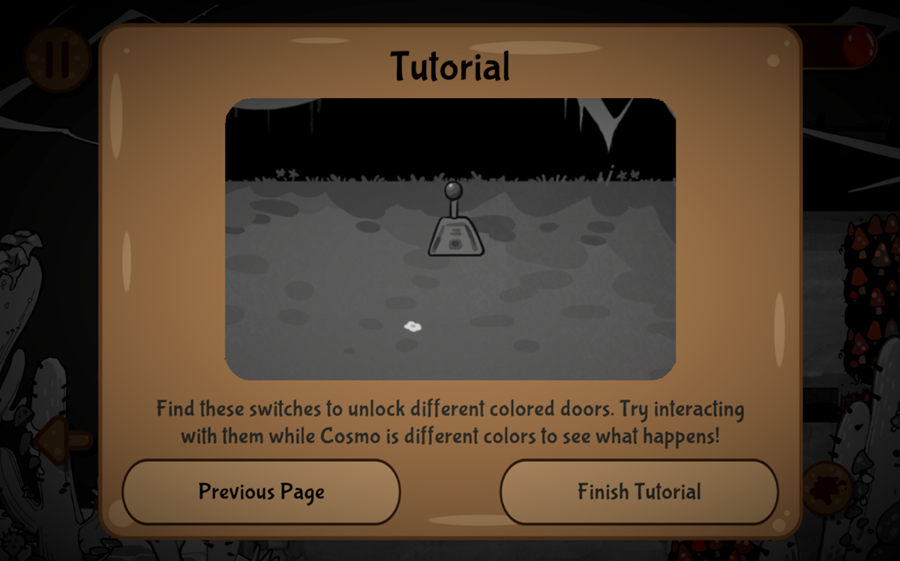 Tutorial
Find these switches to unlock different colored doors. Try interacting
with them while Cosmo is different colors to see what happens!
Previous Page
Finish Tutorial